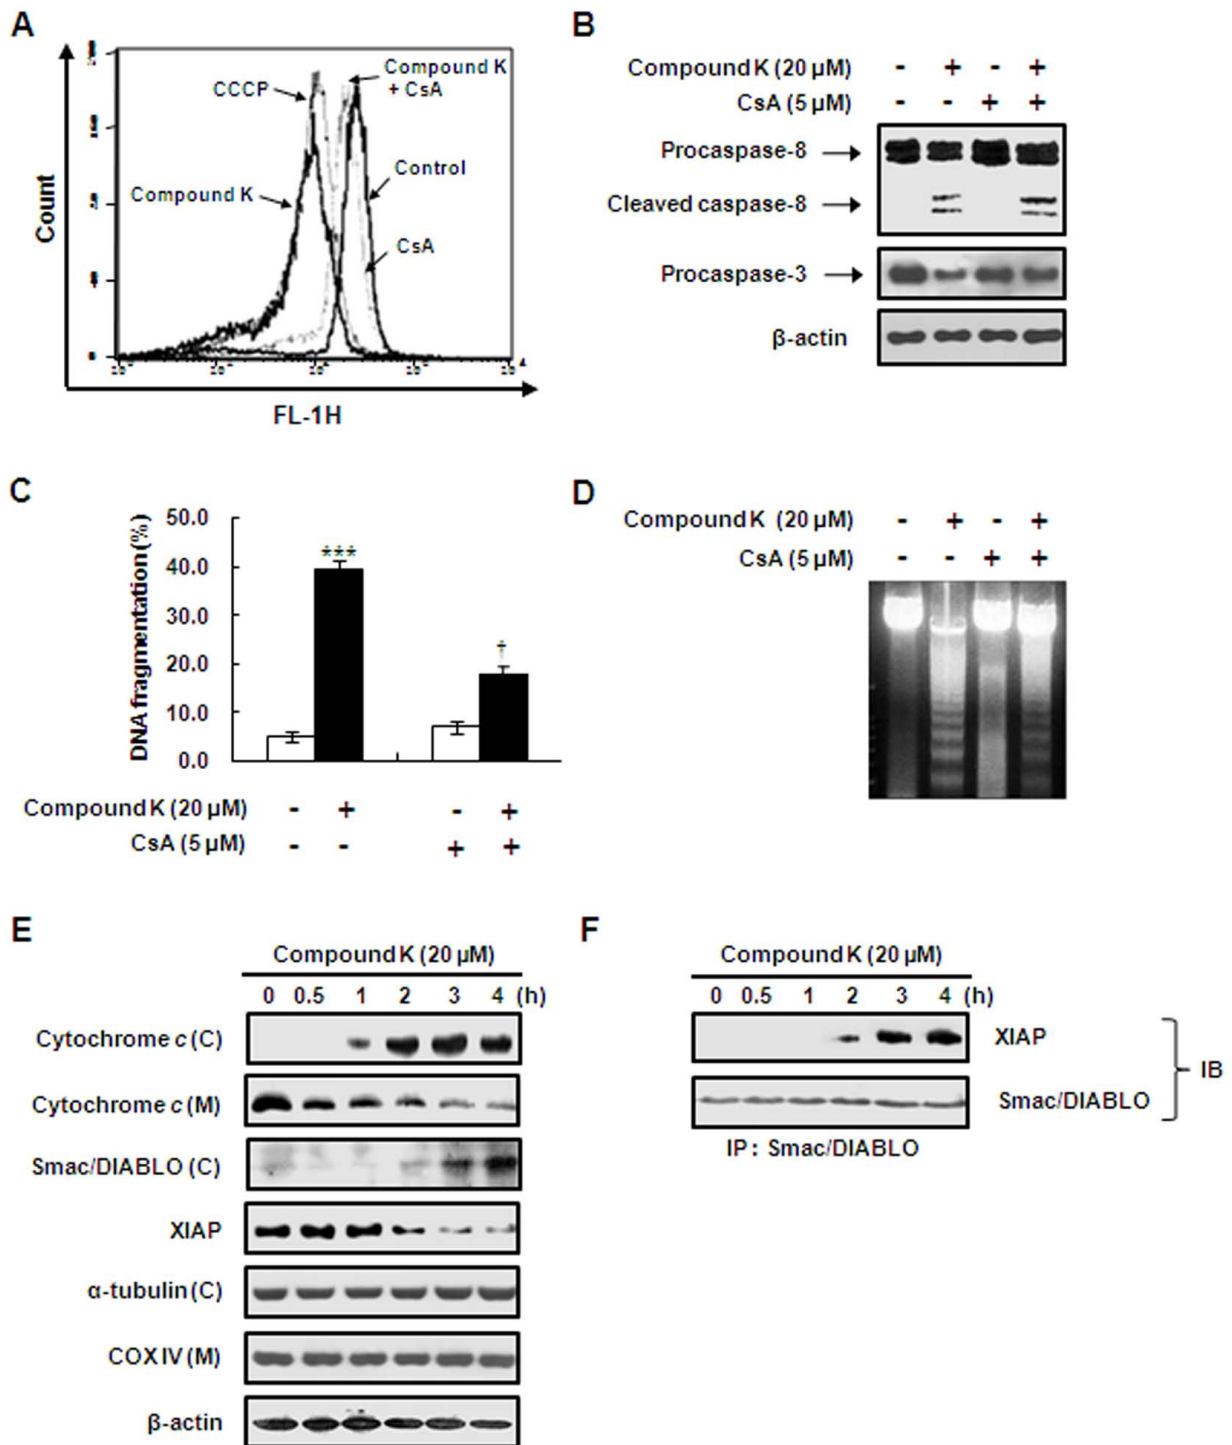 A
Count
CCCP
Compound K
+ CsA
Control
Compound K
CsA
FL-1H
B
Compound K (20 µM) - + - +
CsA (5 µM) - - + +
Procaspase-8
Cleaved caspase-8
Procaspase-3
β-actin
C
DNA fragmentation (%)
50.0
40.0
30.0
20.0
10.0
0.0
***
†
Compound K (20 µM) - + - +
CsA (5 µM) - - + +
D
Compound K (20 µM) - + - +
CsA (5 µM) - - + +
E
Compound K (20 µM)
0 0.5 1 2 3 4 (h)
Cytochrome c (C)
Cytochrome c (M)
Smac/DIABLO (C)
XIAP
α-tubulin (C)
COX IV (M)
β-actin
F
Compound K (20 µM)
0 0.5 1 2 3 4 (h)
XIAP
Smac/DIABLO
IB
IP: Smac/DIABLO